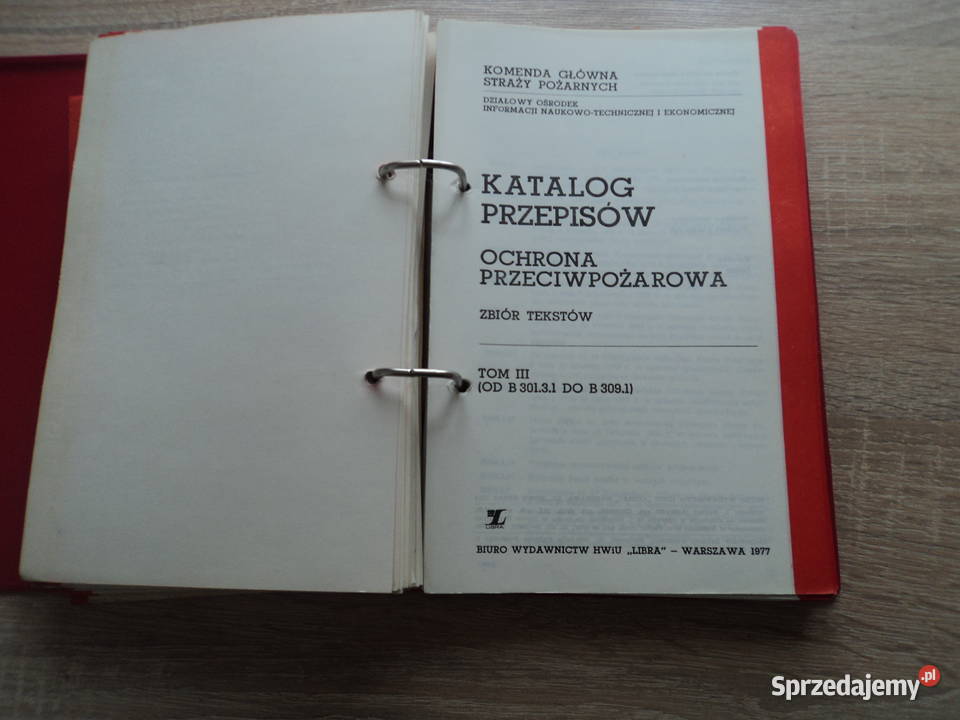 KOMENDA GŁÓWNA
STRAŻY POŻARNYCH
DZIAŁOWY OŚRODEK
INFORMACJI NAUKOWO-TECHNICZNEJ I EKONOMICZNEJ
KATALOG
PRZEPISÓW
OCHRONA
PRZECIWPOŻAROWA
ZBIÓR TEKSTÓW
TOM III
(OD B 301.3.1 DO B 309.1)
LIBRA
BIURO WYDAWNICTW HWiU „LIBRA" – WARSZAWA 1977
Sprzedajemy.pl